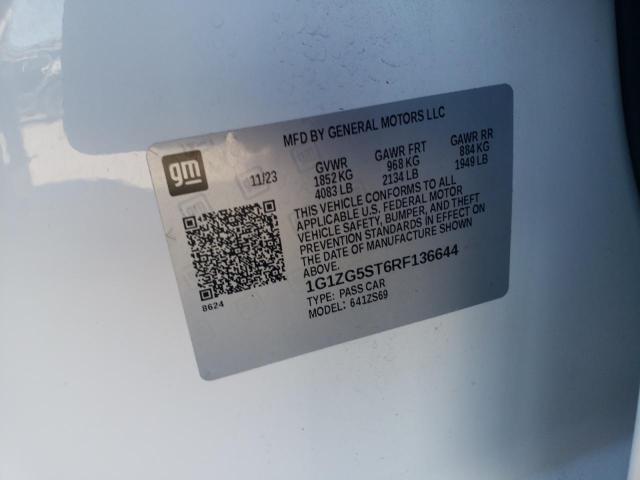 MFD BY GENERAL MOTORS LLC
gm
11/23
GVWR GAWR FRT GAWR RR
1852 KG 968 KG 884 KG
4083 LB 2134 LB 1949 LB
THIS VEHICLE CONFORMS TO ALL
APPLICABLE U.S. FEDERAL MOTOR
VEHICLE SAFETY, BUMPER, AND THEFT
PREVENTION STANDARDS IN EFFECT ON
THE DATE OF MANUFACTURE SHOWN
ABOVE.
1G1ZG5ST6RF136644
TYPE: PASS CAR
MODEL: 641ZS69
8624